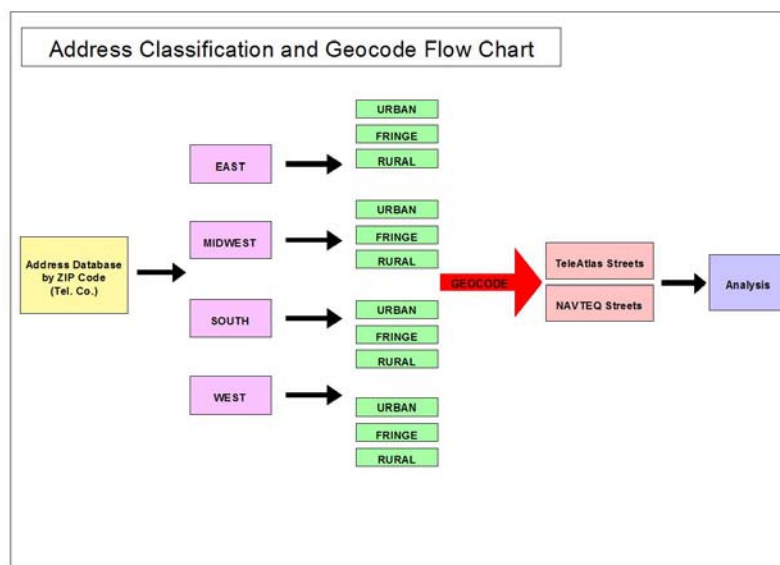 Address Classification and Geocode Flow Chart
Address Database
by ZIP Code
(Tel. Co.)
EAST
MIDWEST
SOUTH
WEST
URBAN
FRINGE
RURAL
URBAN
FRINGE
RURAL
URBAN
FRINGE
RURAL
URBAN
FRINGE
RURAL
GEOCODE
TeleAtlas Streets
NAVTEQ Streets
Analysis